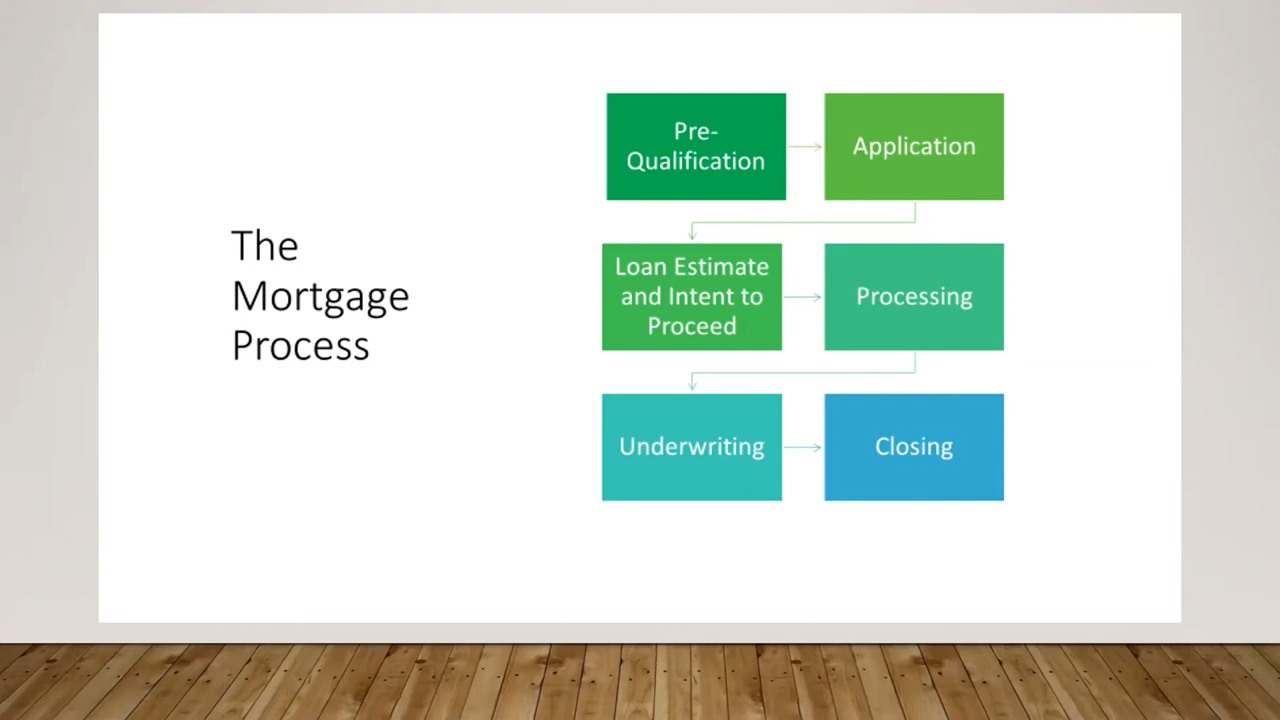 The
Mortgage
Process
Pre-
Qualification
Application
Loan Estimate
and Intent to
Proceed
Processing
Underwriting
Closing